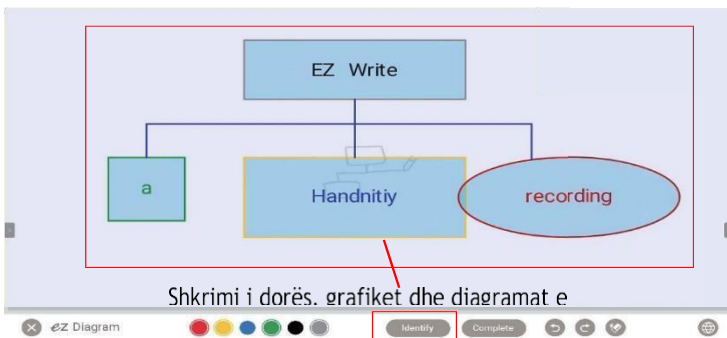 EZ Write
a
Handnitiy
recording
Shkrimi i dorës, grafiket dhe diagramat e
ez Diagram
Identify
Complete